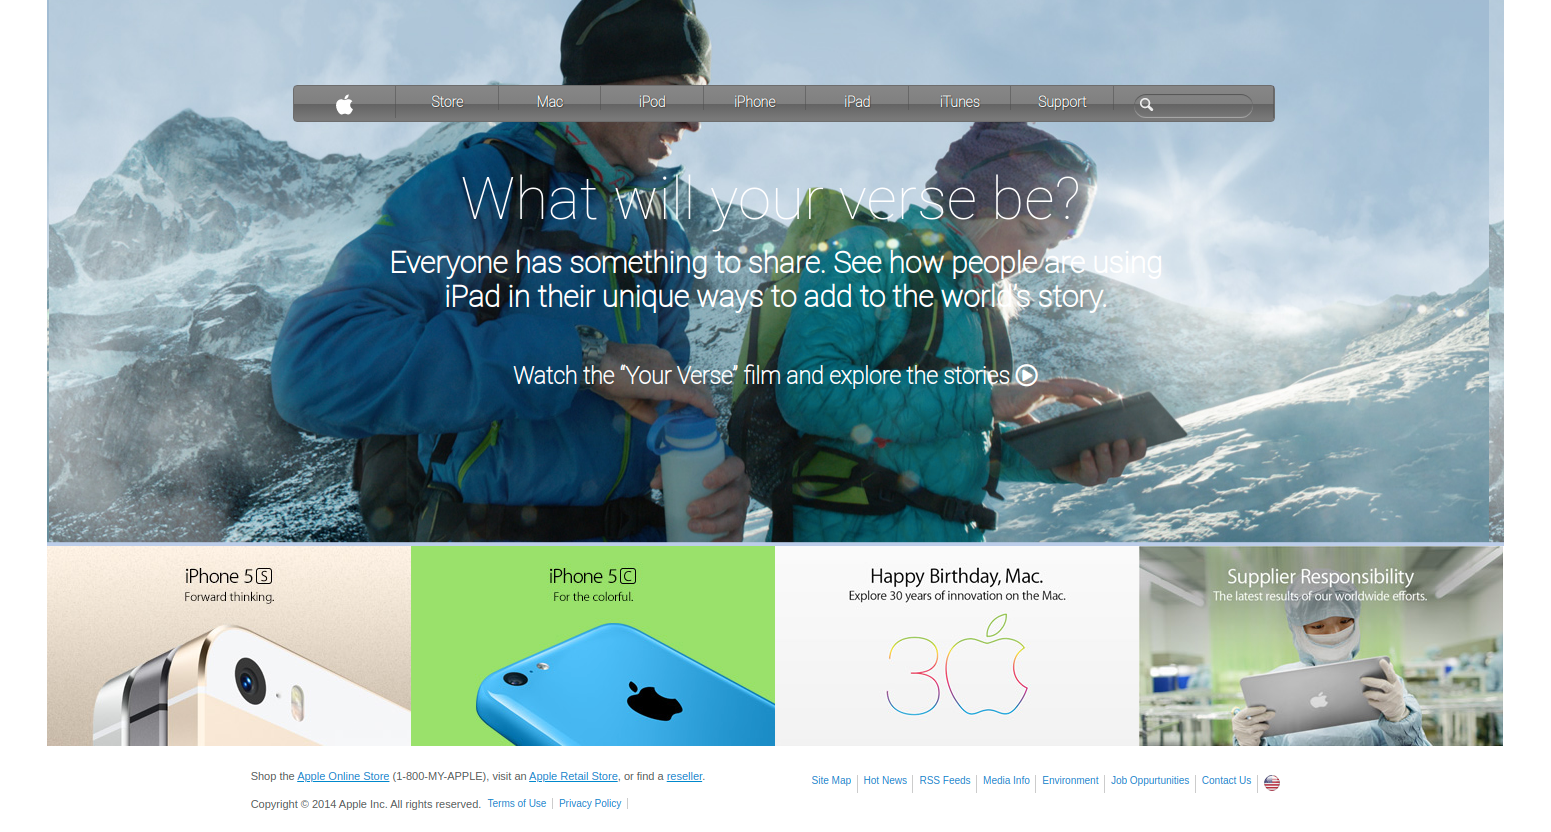 Store Mac iPod iPhone iPad iTunes Support
What will your verse be?
Everyone has something to share. See how people are using
iPad in their unique ways to add to the world's story.
Watch the “Your Verse” film and explore the stories
iPhone 5S
Forward thinking.
iPhone 5C
For the colorful.
Happy Birthday, Mac.
Explore 30 years of innovation on the Mac.
30
Supplier Responsibility
The latest results of our worldwide efforts.
Shop the Apple Online Store (1-800-MY-APPLE), visit an Apple Retail Store, or find a reseller.
Site Map Hot News RSS Feeds Media Info Environment Job Oppurtunities Contact Us
Copyright © 2014 Apple Inc. All rights reserved. Terms of Use Privacy Policy